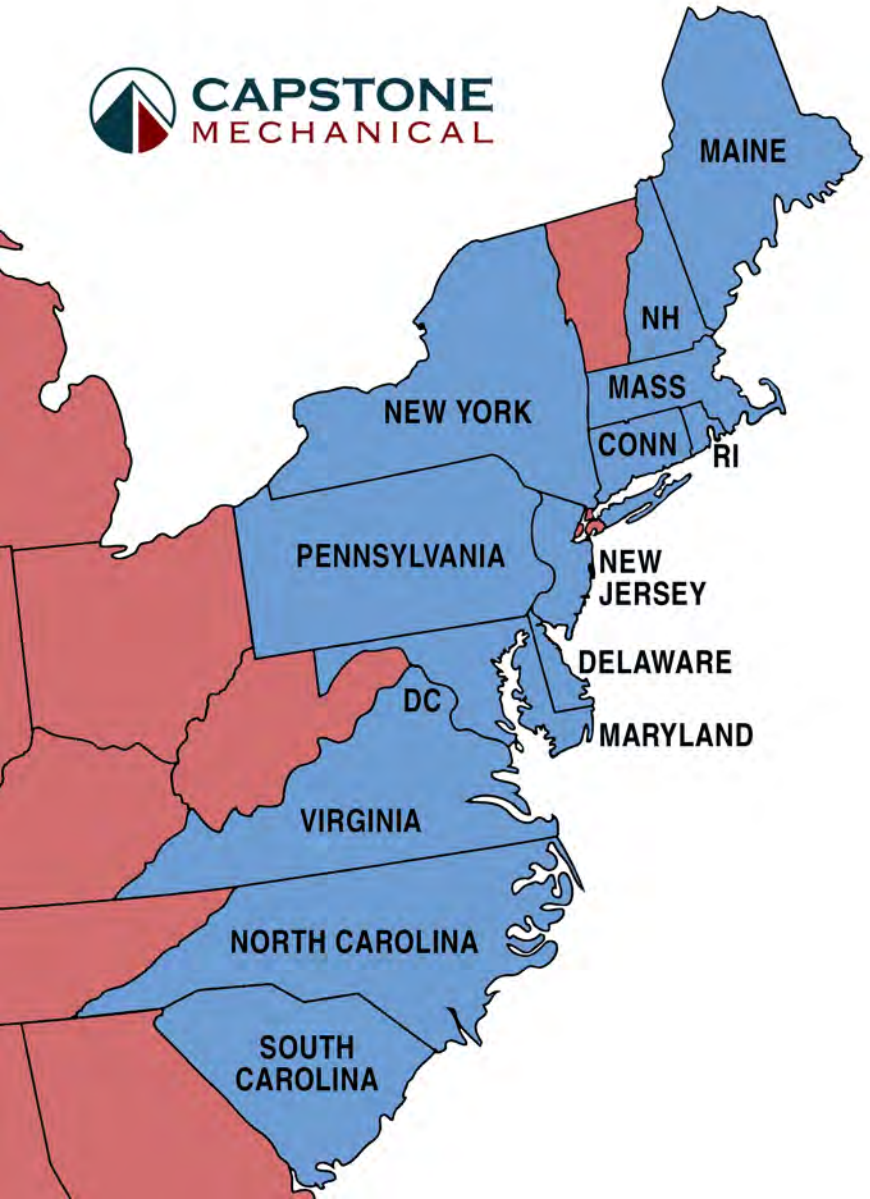 CAPSTONE
MECHANICAL
MAINE
NH
MASS
NEW YORK
CONN
RI
PENNSYLVANIA
NEW
JERSEY
DELAWARE
DC
MARYLAND
VIRGINIA
NORTH CAROLINA
SOUTH
CAROLINA